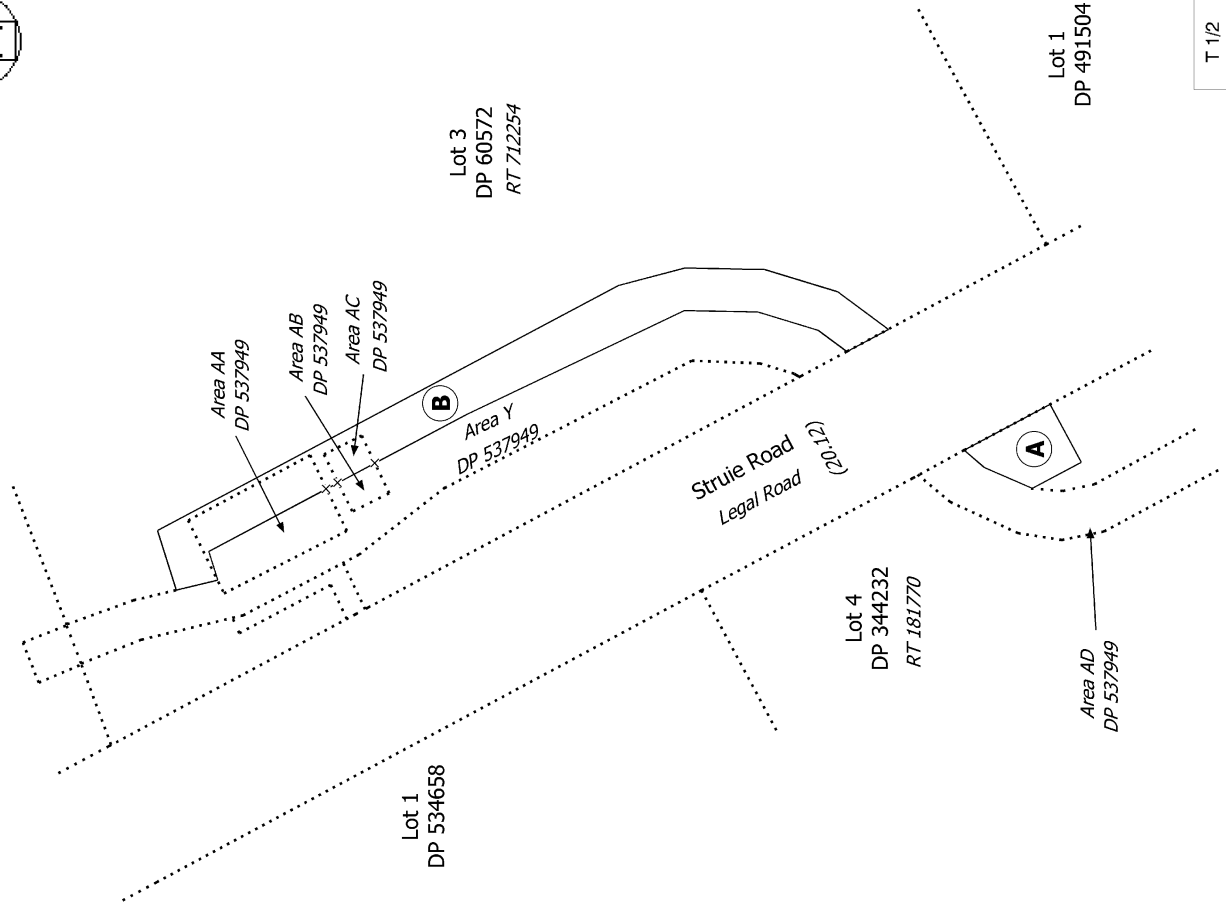 Lot 1
DP 491504
T 1/2
Lot 3
DP 60572
RT 712254
Area AA
DP 537949
Area AB
DP 537949
Area AC
DP 537949
B
Area Y
DP 537949
Struie Road
Legal Road
(20.12)
A
Lot 4
DP 344232
RT 181770
Area AD
DP 537949
Lot 1
DP 534658